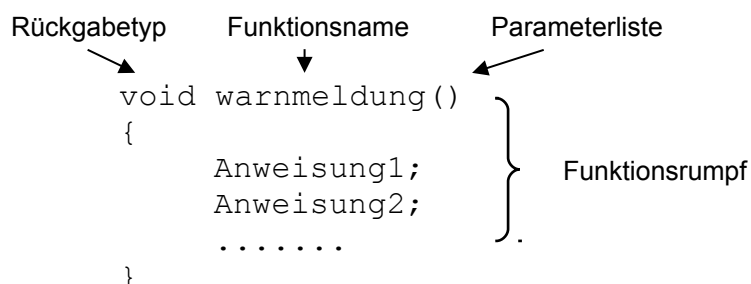 Rückgabetyp Funktionsname Parameterliste
void warnmeldung()
{
Anweisung1;
Anweisung2; Funktionsrumpf
....... .
}